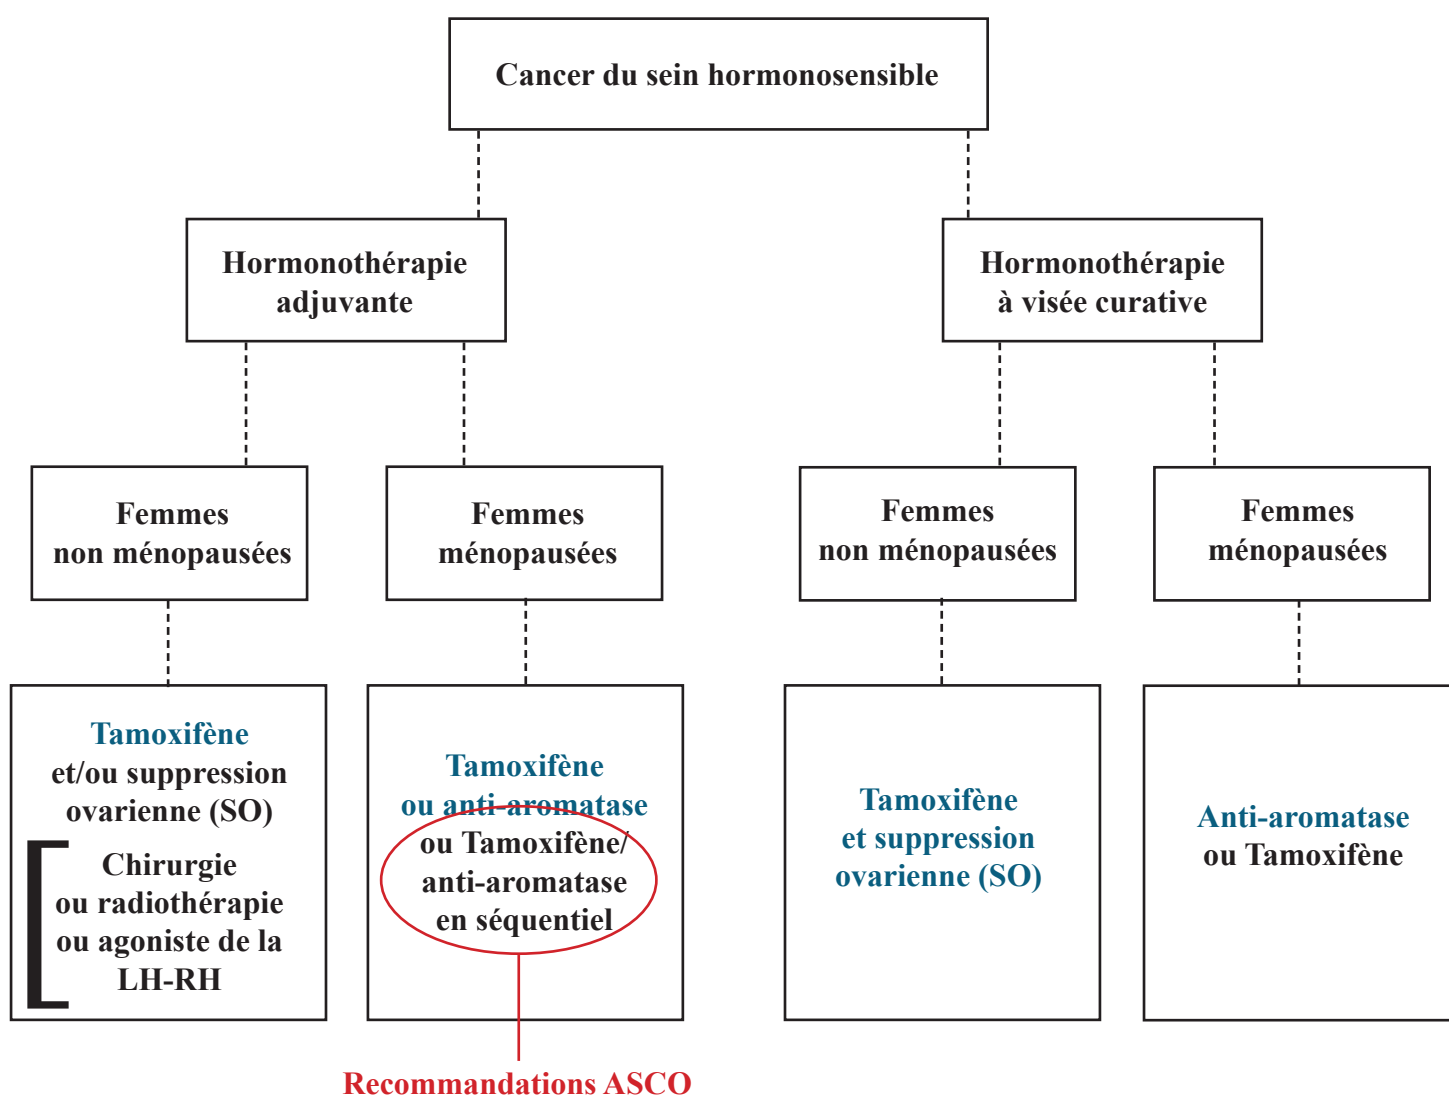 Cancer du sein hormonosensible
Hormonothérapie
adjuvante
Hormonothérapie
à visée curative
Femmes
non ménopausées
Femmes
ménopausées
Femmes
non ménopausées
Femmes
ménopausées
Tamoxifène
et/ou suppression
ovarienne (SO)
Chirurgie
ou radiothérapie
ou agoniste de la
LH-RH
Tamoxifène
ou anti-aromatase
ou Tamoxifène/
anti-aromatase
en séquentiel
Tamoxifène
et suppression
ovarienne (SO)
Anti-aromatase
ou Tamoxifène
Recommandations ASCO